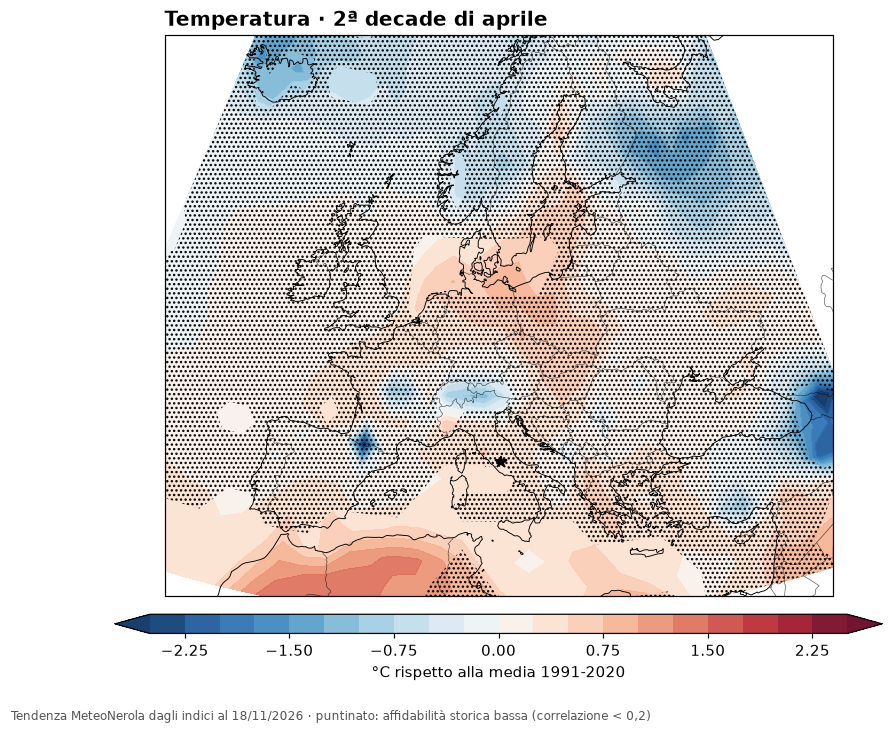 Temperatura · 2ª decade di aprile
−2.25 −1.50 −0.75 0.00 0.75 1.50 2.25
°C rispetto alla media 1991-2020
Tendenza MeteoNerola dagli indici al 18/11/2026 · puntinato: affidabilità storica bassa (correlazione < 0,2)